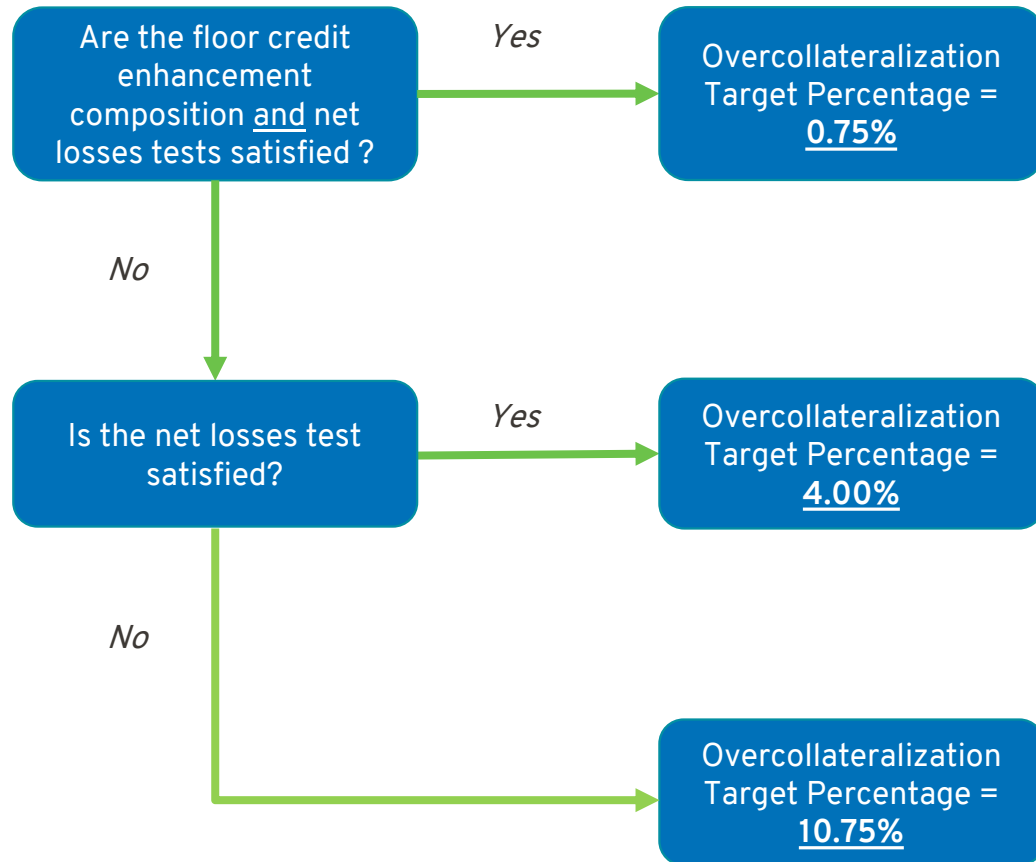 Are the floor credit
enhancement
composition and net
losses tests satisfied ?
Yes
Overcollateralization
Target Percentage =
0.75%
No
Is the net losses test
satisfied?
Yes
Overcollateralization
Target Percentage =
4.00%
No
Overcollateralization
Target Percentage =
10.75%